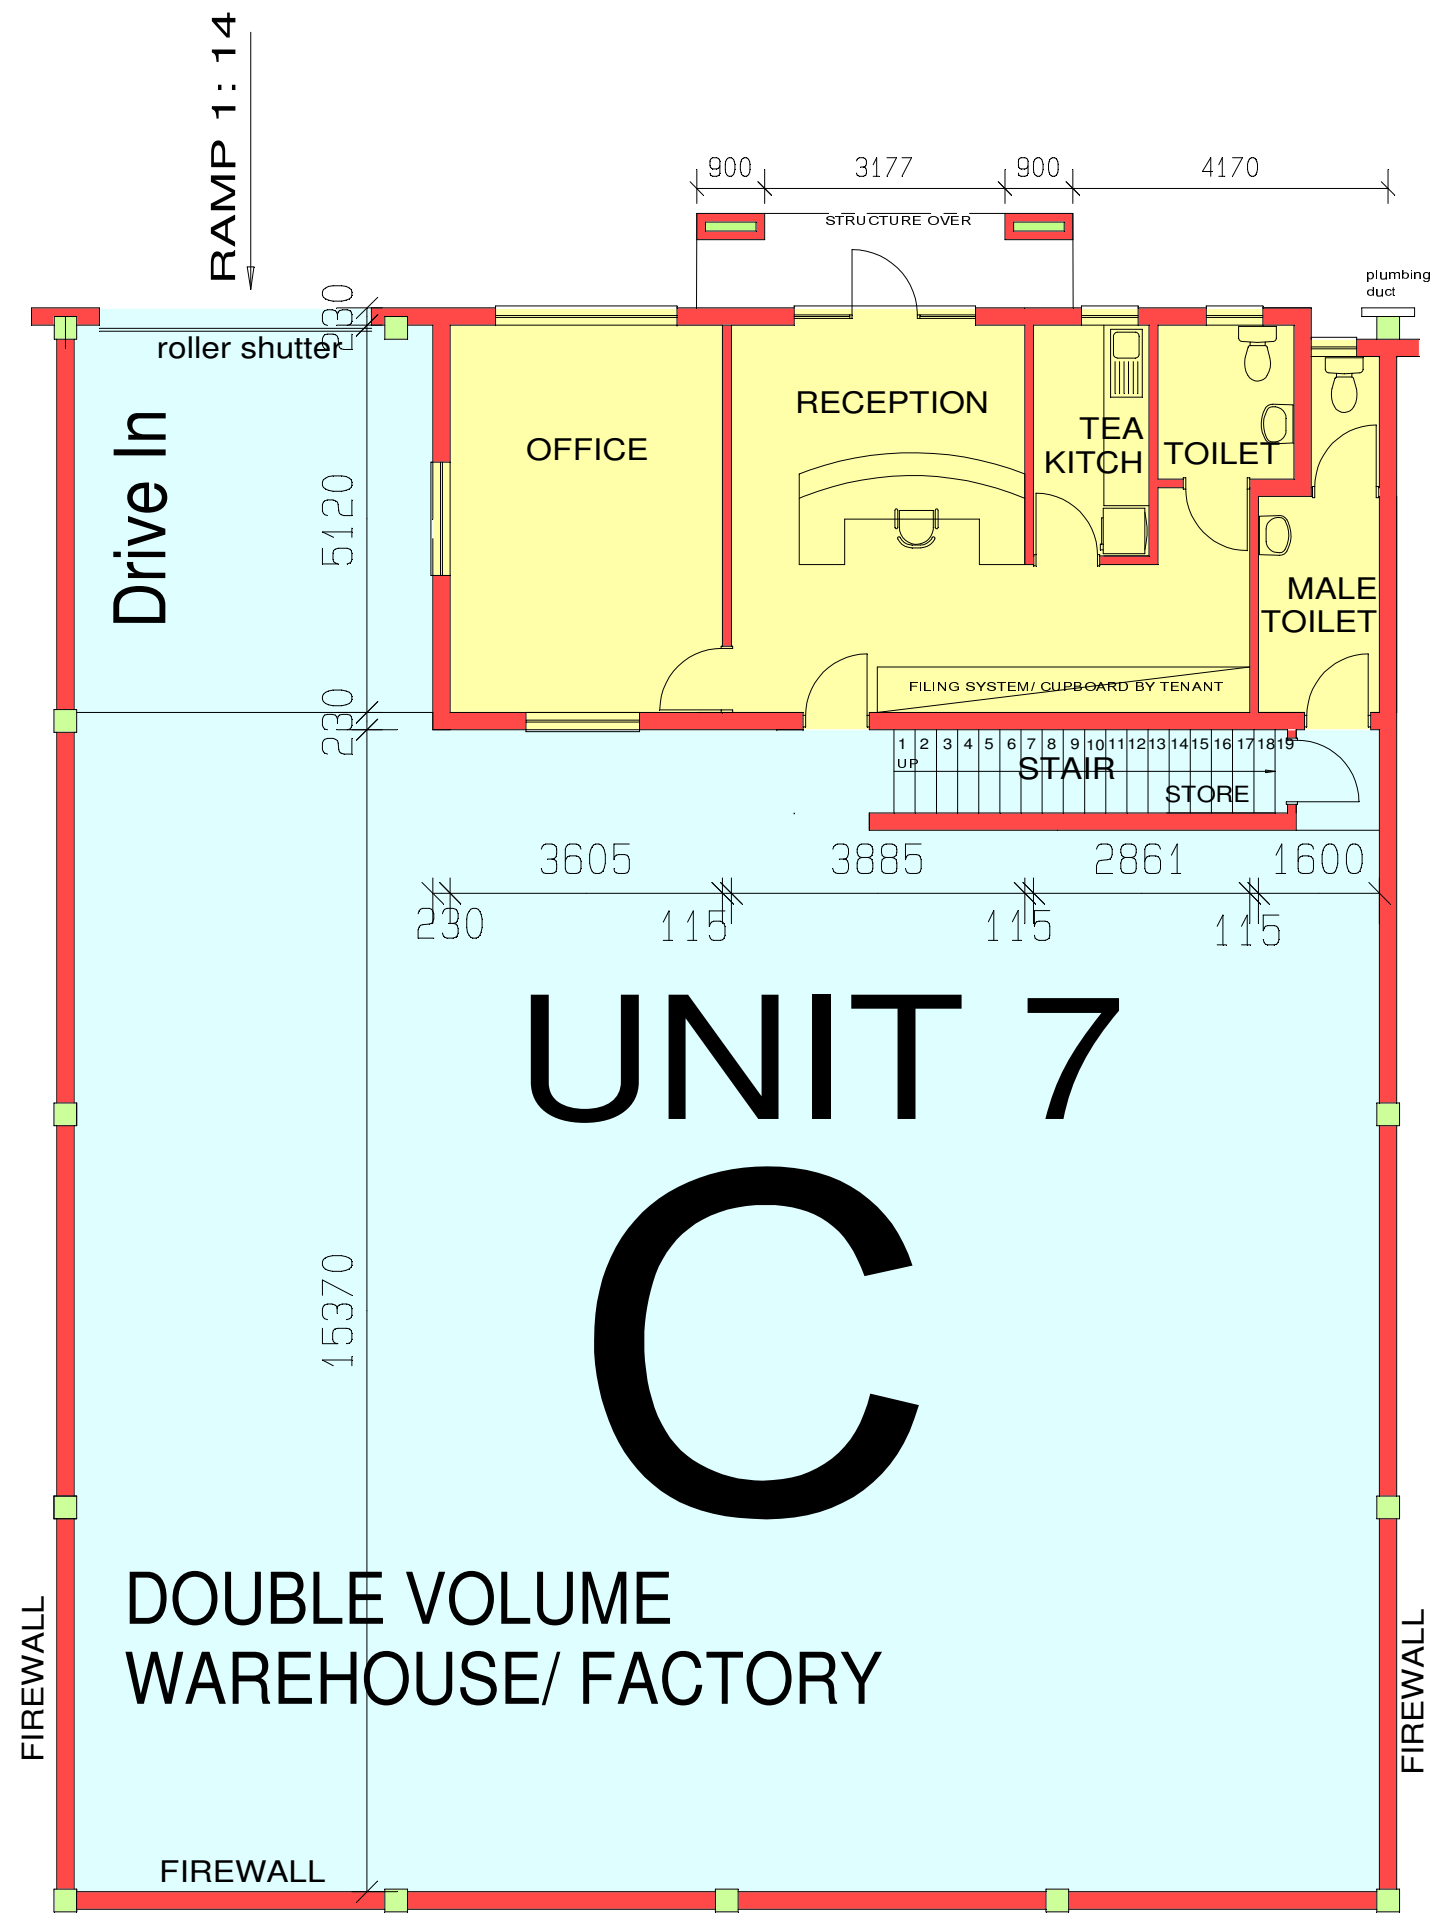 RAMP 1: 14
900
3177
900
4170
STRUCTURE OVER
plumbing
duct
230
roller shutter
Drive In
RECEPTION
OFFICE
TEA
KITCH
TOILET
5120
MALE
TOILET
FILING SYSTEM/ CUPBOARD BY TENANT
230
1 2 3 4 5 6 7 8 9 10 11 12 13 14 15 16 17 18 19
UP
STAIR
STORE
3605
3885
2861
1600
230
115
115
115
UNIT 7
C
15370
DOUBLE VOLUME
WAREHOUSE/ FACTORY
FIREWALL
FIREWALL
FIREWALL